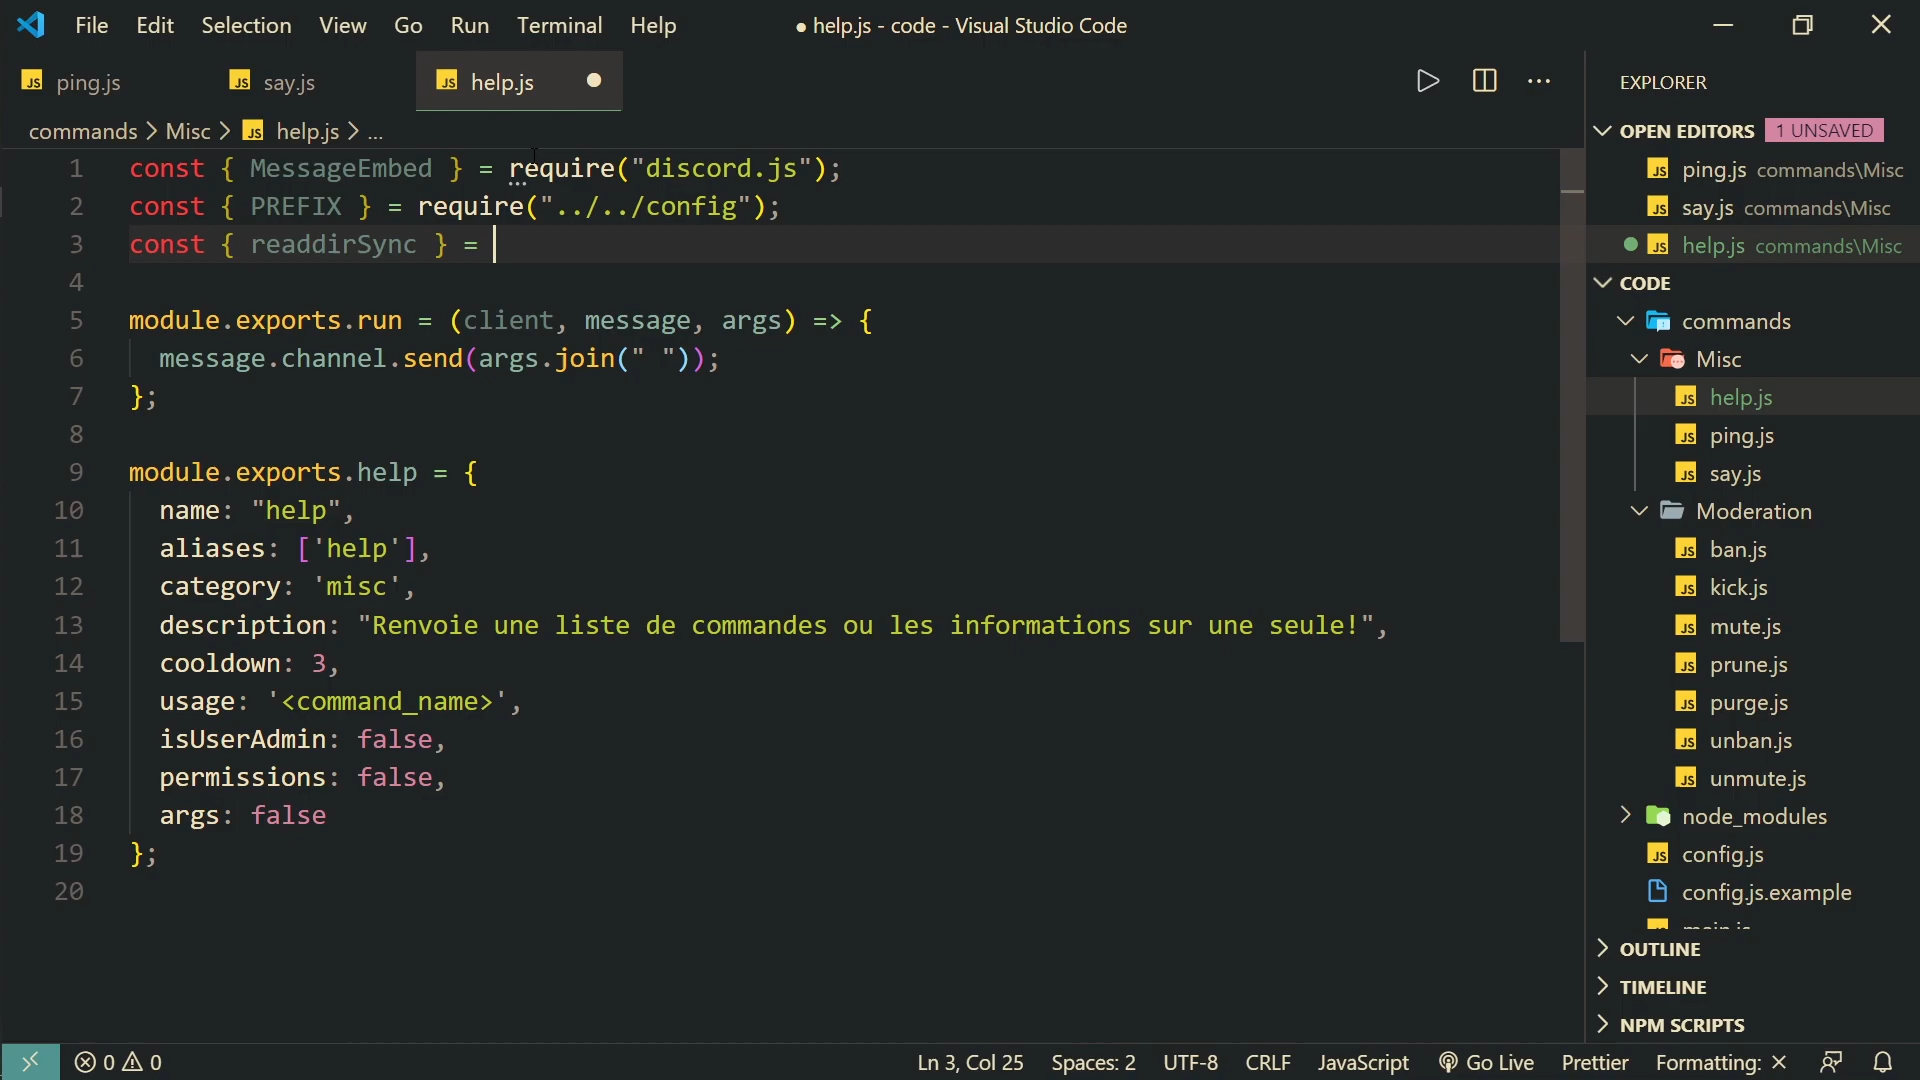 File Edit Selection View Go Run Terminal Help ● help.js - code - Visual Studio Code
JS ping.js JS say.js JS help.js
commands > Misc > JS help.js > ...
1 const { MessageEmbed } = require("discord.js");
2 const { PREFIX } = require("../../config");
3 const { readdirSync } =
4
5 module.exports.run = (client, message, args) => {
6 message.channel.send(args.join(" "));
7 };
8
9 module.exports.help = {
10 name: "help",
11 aliases: ['help'],
12 category: 'misc',
13 description: "Renvoie une liste de commandes ou les informations sur une seule!",
14 cooldown: 3,
15 usage: '<command_name>',
16 isUserAdmin: false,
17 permissions: false,
18 args: false
19 };
20
EXPLORER
OPEN EDITORS 1 UNSAVED
JS ping.js commands\Misc
JS say.js commands\Misc
JS help.js commands\Misc
CODE
commands
Misc
JS help.js
JS ping.js
JS say.js
Moderation
JS ban.js
JS kick.js
JS mute.js
JS prune.js
JS purge.js
JS unban.js
JS unmute.js
node_modules
JS config.js
config.js.example
OUTLINE
TIMELINE
NPM SCRIPTS
0 0 Ln 3, Col 25 Spaces: 2 UTF-8 CRLF JavaScript Go Live Prettier Formatting: ×